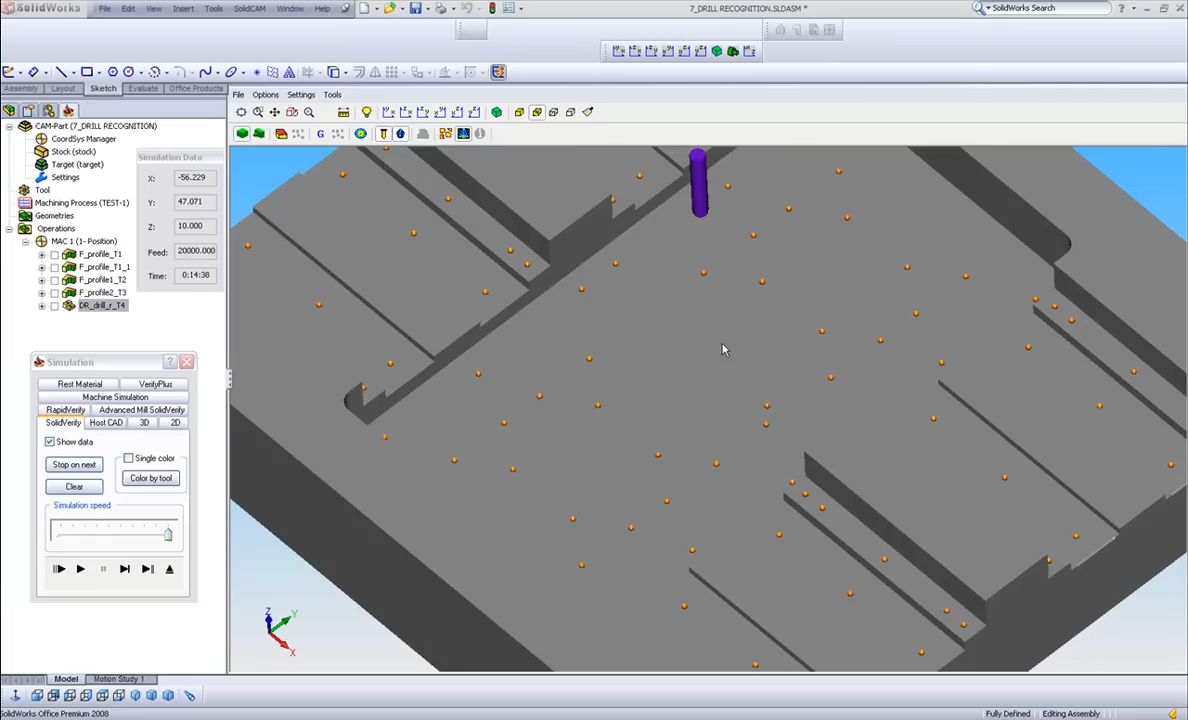 SolidWorks File Edit View Insert Tools SolidCAM Window Help 7_DRILL RECOGNITION.SLDASM * SolidWorks Search
Assembly Layout Sketch Evaluate Office Products
File Options Settings Tools
CAM-Part (7_DRILL RECOGNITION)
CoordSys Manager
Stock (stock)
Target (target)
Settings
Tool
Machining Process (TEST-1)
Geometries
Operations
MAC 1 (1- Position)
F_profile_T1
F_profile_T1_1
F_profile1_T2
F_profile2_T3
DR_drill_r_T4
Simulation Data
X: -56.229
Y: 47.071
Z: 10.000
Feed: 20000.000
Time: 0:14:38
Simulation
Rest Material VerifyPlus
Machine Simulation
RapidVerify Advanced Mill SolidVerify
SolidVerify Host CAD 3D 2D
Show data
Single color
Stop on next
Color by tool
Clear
Simulation speed
Z
Y
X
Model Motion Study 1
SolidWorks Office Premium 2008 Fully Defined Editing Assembly